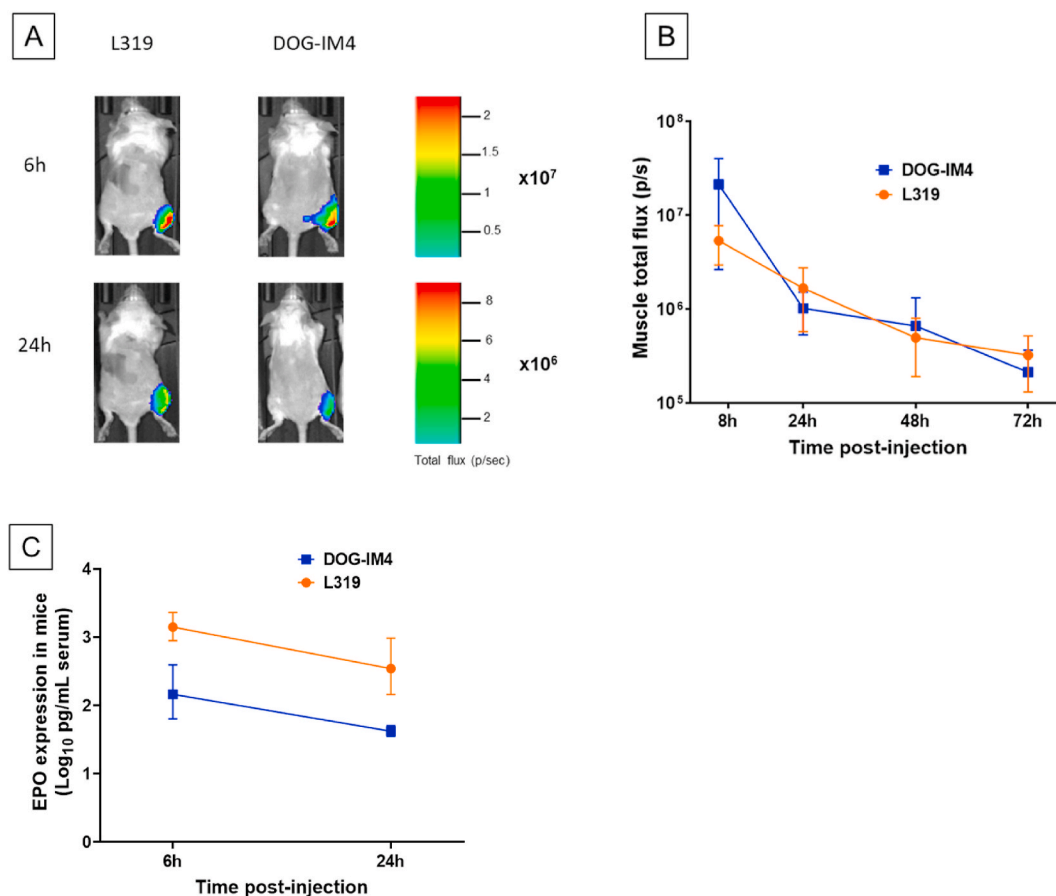 A
L319
DOG-IM4
6h
2
1.5
1
0.5
x10⁷
24h
8
6
4
2
x10⁶
Total flux (p/sec)
B
10⁸
10⁷
10⁶
10⁵
Muscle total flux (p/s)
DOG-IM4
L319
8h
24h
48h
72h
Time post-injection
C
DOG-IM4
L319
4
3
2
1
0
EPO expression in mice
(Log₁₀ pg/mL serum)
6h
24h
Time post-injection